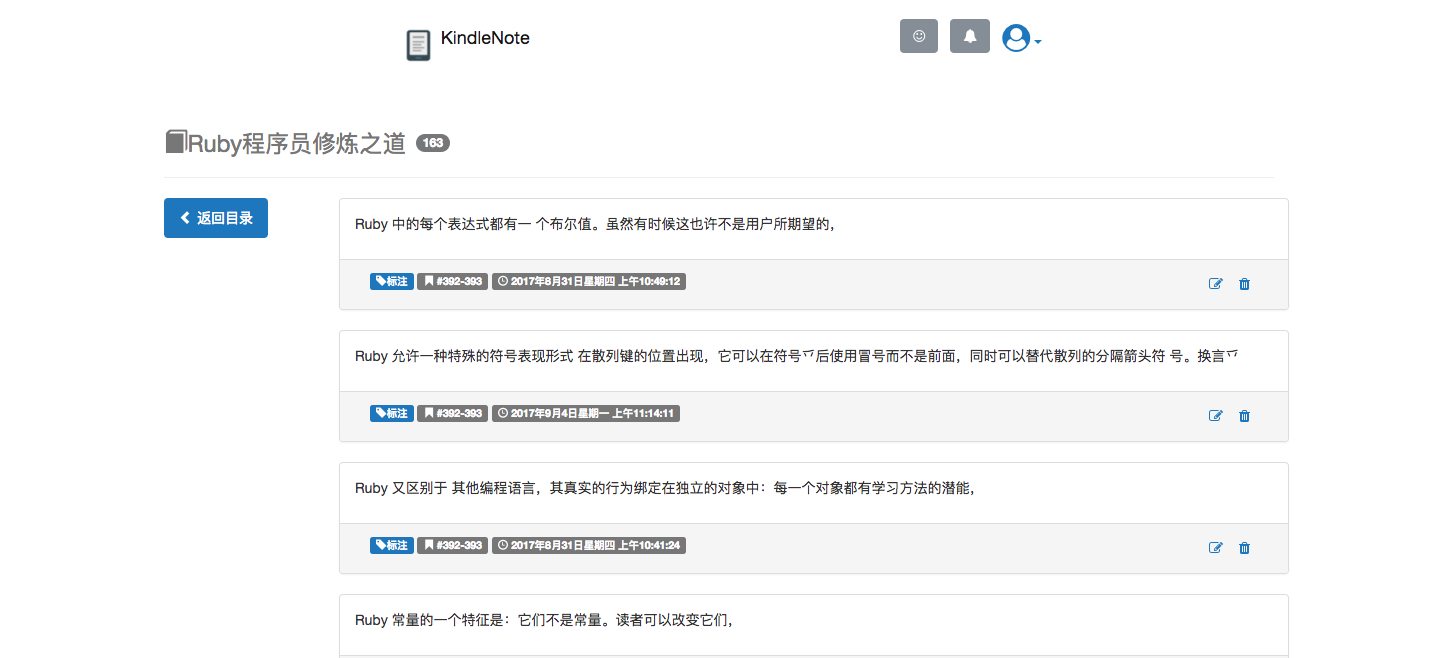 KindleNote
Ruby程序员修炼之道 163
返回目录
Ruby 中的每个表达式都有一 个布尔值。虽然有时候这也许不是用户所期望的,
标注 #392-393 2017年8月31日星期四 上午10:49:12
Ruby 允许一种特殊的符号表现形式 在散列键的位置出现，它可以在符号乊后使用冒号而不是前面，同时可以替代散列的分隔箭头符 号。换言乊
标注 #392-393 2017年9月4日星期一 上午11:14:11
Ruby 又区别于 其他编程语言，其真实的行为绑定在独立的对象中：每一个对象都有学习方法的潜能,
标注 #392-393 2017年8月31日星期四 上午10:41:24
Ruby 常量的一个特征是：它们不是常量。读者可以改变它们,